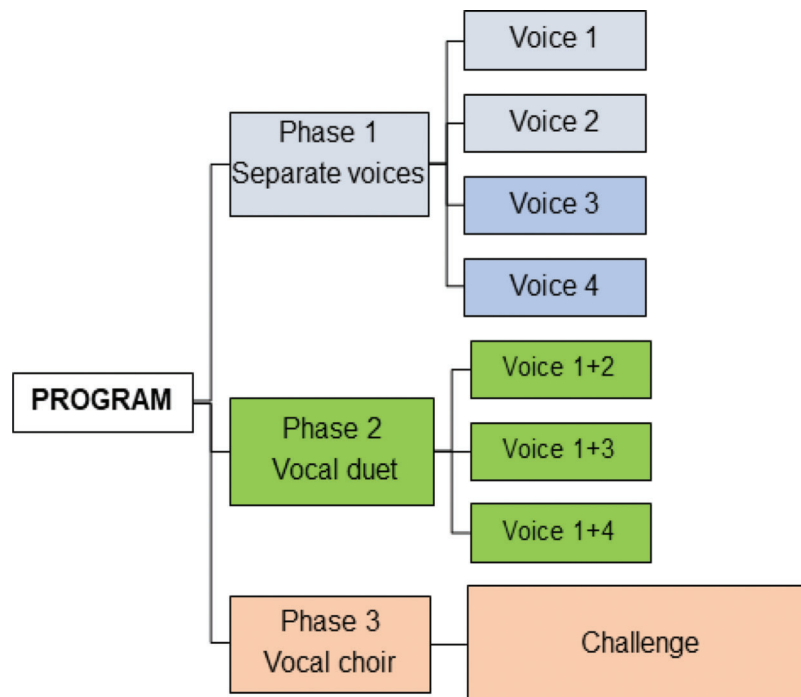 PROGRAM
Phase 1
Separate voices
Voice 1
Voice 2
Voice 3
Voice 4
Phase 2
Vocal duet
Voice 1+2
Voice 1+3
Voice 1+4
Phase 3
Vocal choir
Challenge